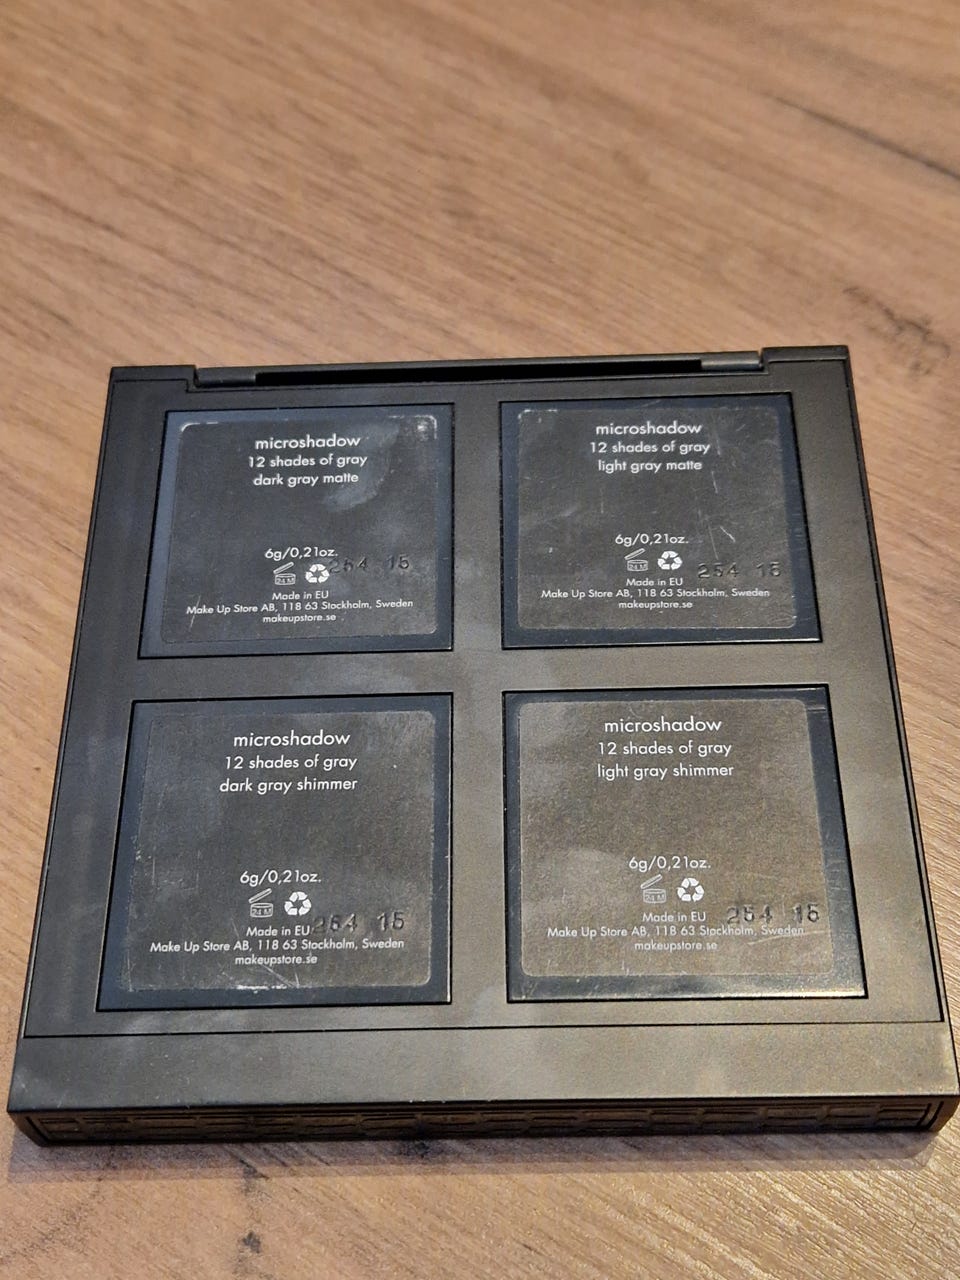 microshadow
12 shades of gray
dark gray matte
6g/0,21oz.
24 M
254 15
Made in EU
Make Up Store AB, 118 63 Stockholm, Sweden
makeupstore.se
microshadow
12 shades of gray
light gray matte
6g/0,21oz.
254 15
Made in EU
Make Up Store AB, 118 63 Stockholm, Sweden
makeupstore.se
microshadow
12 shades of gray
dark gray shimmer
6g/0,21oz.
24 M
254 15
Made in EU
Make Up Store AB, 118 63 Stockholm, Sweden
makeupstore.se
microshadow
12 shades of gray
light gray shimmer
6g/0,21oz.
24 M
254 15
Made in EU
Make Up Store AB, 118 63 Stockholm, Sweden
makeupstore.se